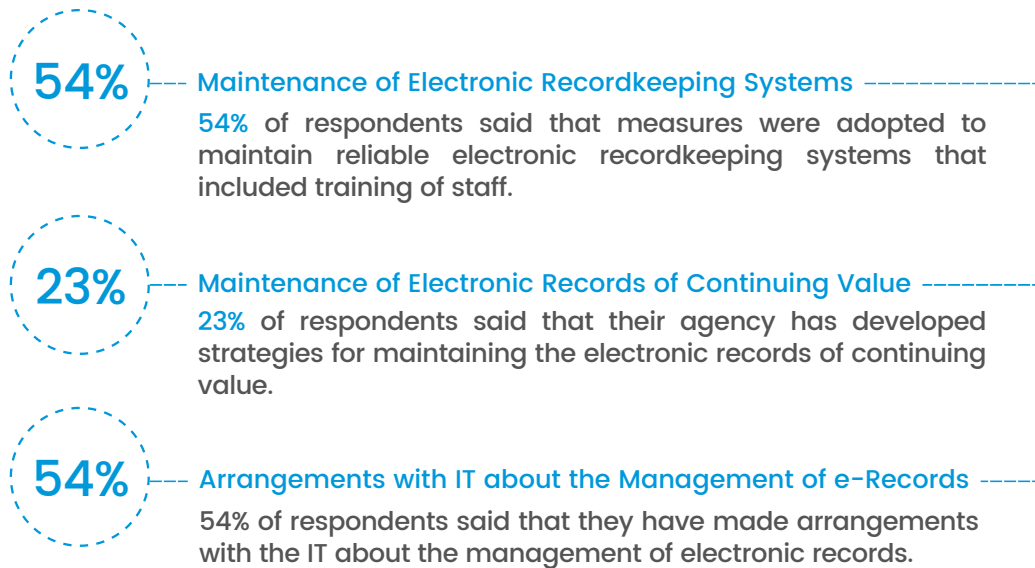 54%
Maintenance of Electronic Recordkeeping Systems
54% of respondents said that measures were adopted to
maintain reliable electronic recordkeeping systems that
included training of staff.
23%
Maintenance of Electronic Records of Continuing Value
23% of respondents said that their agency has developed
strategies for maintaining the electronic records of continuing
value.
54%
Arrangements with IT about the Management of e-Records
54% of respondents said that they have made arrangements
with the IT about the management of electronic records.